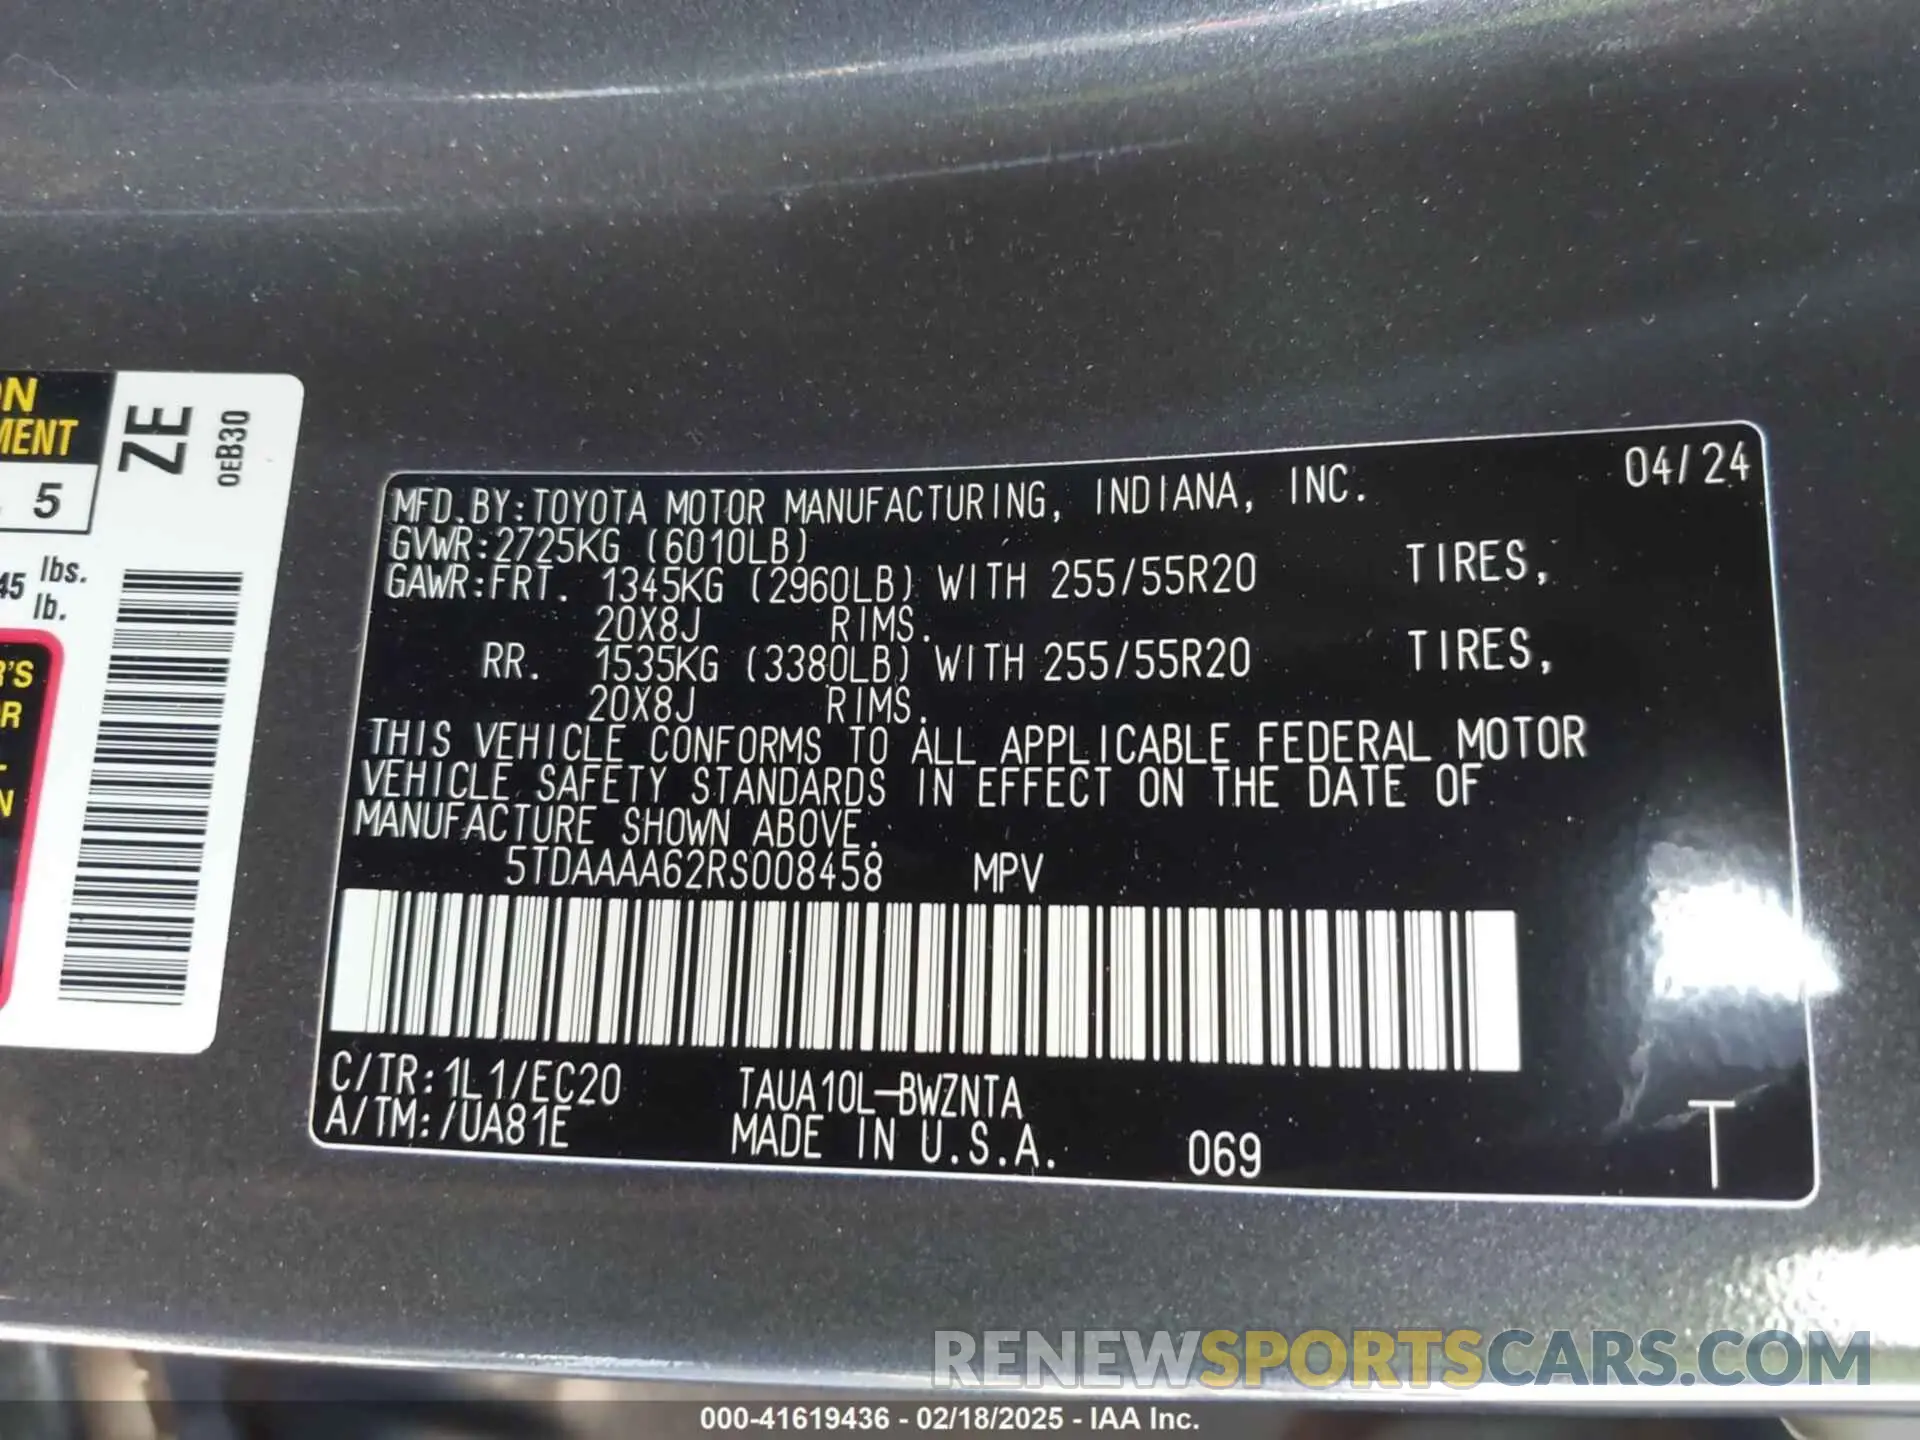 ON
MENT
5
45 lbs.
lb.
R'S
OR
N
ZE
0EB30
MFD.BY:TOYOTA MOTOR MANUFACTURING, INDIANA, INC. 04/24
GVWR:2725KG (6010LB)
GAWR:FRT. 1345KG (2960LB) WITH 255/55R20 TIRES,
20X8J RIMS.
RR. 1535KG (3380LB) WITH 255/55R20 TIRES,
20X8J RIMS.
THIS VEHICLE CONFORMS TO ALL APPLICABLE FEDERAL MOTOR
VEHICLE SAFETY STANDARDS IN EFFECT ON THE DATE OF
MANUFACTURE SHOWN ABOVE.
5TDAAAA62RS008458 MPV
C/TR:1L1/EC20 TAUA10L-BWZNTA
A/TM:/UA81E MADE IN U.S.A. 069 T
RENEWSPORTSCARS.COM
000-41619436 - 02/18/2025 - IAA Inc.